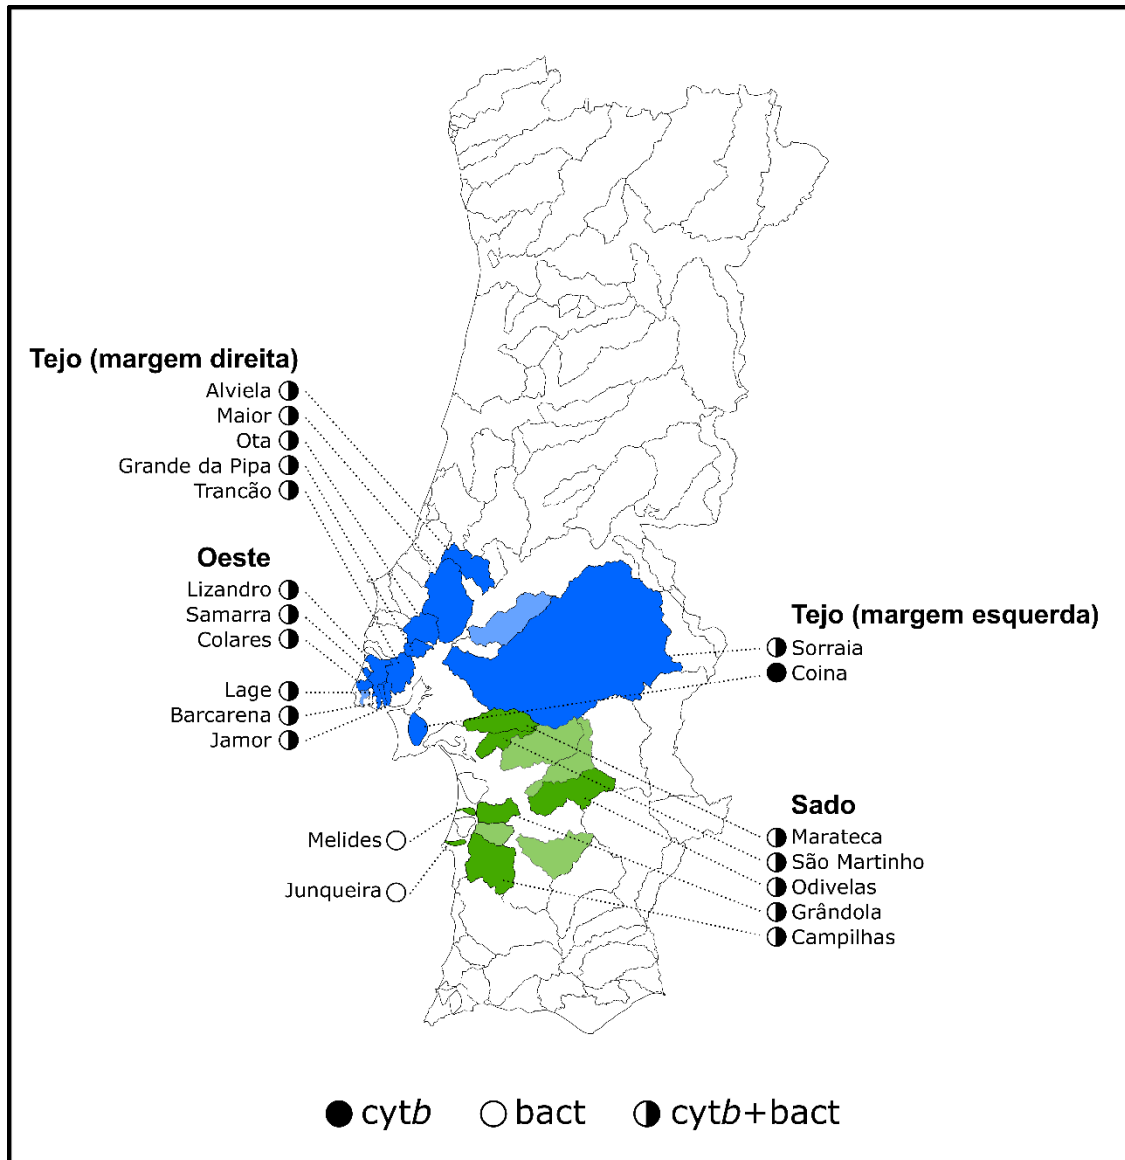 Tejo (margem direita)
Alviela
Maior
Ota
Grande da Pipa
Trancão
Oeste
Lizandro
Samarra
Colares
Lage
Barcarena
Jamor
Melides
Junqueira
Tejo (margem esquerda)
Sorraia
Coina
Sado
Marateca
São Martinho
Odivelas
Grândola
Campilhas
cytb bact cytb+bact